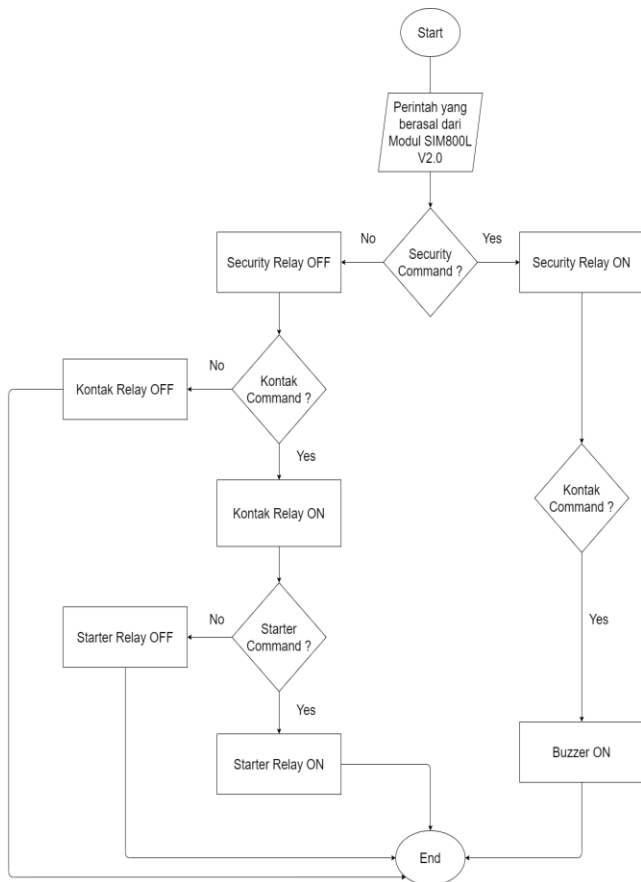 Start
Perintah yang
berasal dari
Modul SIM800L
V2.0
No
Yes
Security Relay OFF
Security
Command ?
Security Relay ON
No
Kontak Relay OFF
Kontak
Command ?
Yes
Kontak Relay ON
Kontak
Command ?
No
Starter Relay OFF
Starter
Command ?
Yes
Yes
Starter Relay ON
Buzzer ON
End